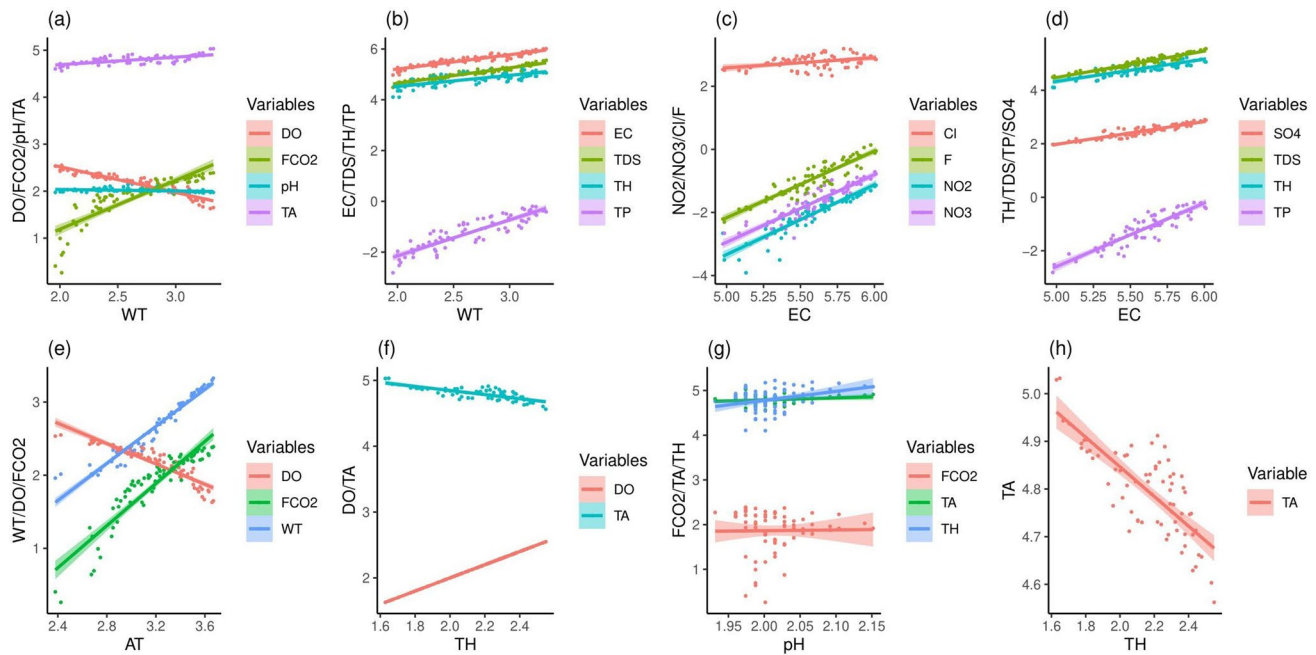 (a)
DO/FCO2/pH/TA
5
4
3
2
1
2.0 2.5 3.0
WT
Variables
DO
FCO2
pH
TA
(b)
EC/TDS/TH/TP
6
4
2
0
−2
2.0 2.5 3.0
WT
Variables
EC
TDS
TH
TP
(c)
NO2/NO3/Cl/F
2
0
−2
−4
5.00 5.25 5.50 5.75 6.00
EC
Variables
Cl
F
NO2
NO3
(d)
TH/TDS/TP/SO4
4
2
0
−2
5.00 5.25 5.50 5.75 6.00
EC
Variables
SO4
TDS
TH
TP
(e)
WT/DO/FCO2
3
2
1
2.4 2.8 3.2 3.6
AT
Variables
DO
FCO2
WT
(f)
DO/TA
5
4
3
2
1.6 2.0 2.4
TH
Variables
DO
TA
(g)
FCO2/TA/TH
5
4
3
2
1
1.95 2.00 2.05 2.10 2.15
pH
Variables
FCO2
TA
TH
(h)
TA
5.0
4.9
4.8
4.7
4.6
1.6 1.8 2.0 2.2 2.4
TH
Variable
TA